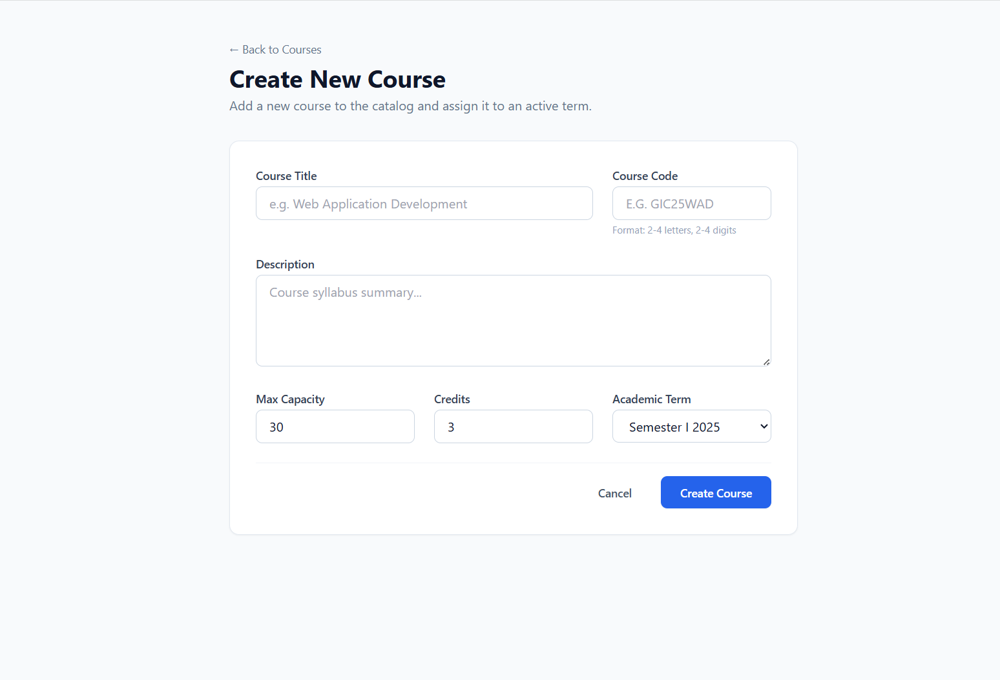 ← Back to Courses
Create New Course
Add a new course to the catalog and assign it to an active term.
Course Title
Course Code
e.g. Web Application Development
E.G. GIC25WAD
Format: 2-4 letters, 2-4 digits
Description
Course syllabus summary...
Max Capacity
Credits
Academic Term
30
3
Semester I 2025
Cancel
Create Course